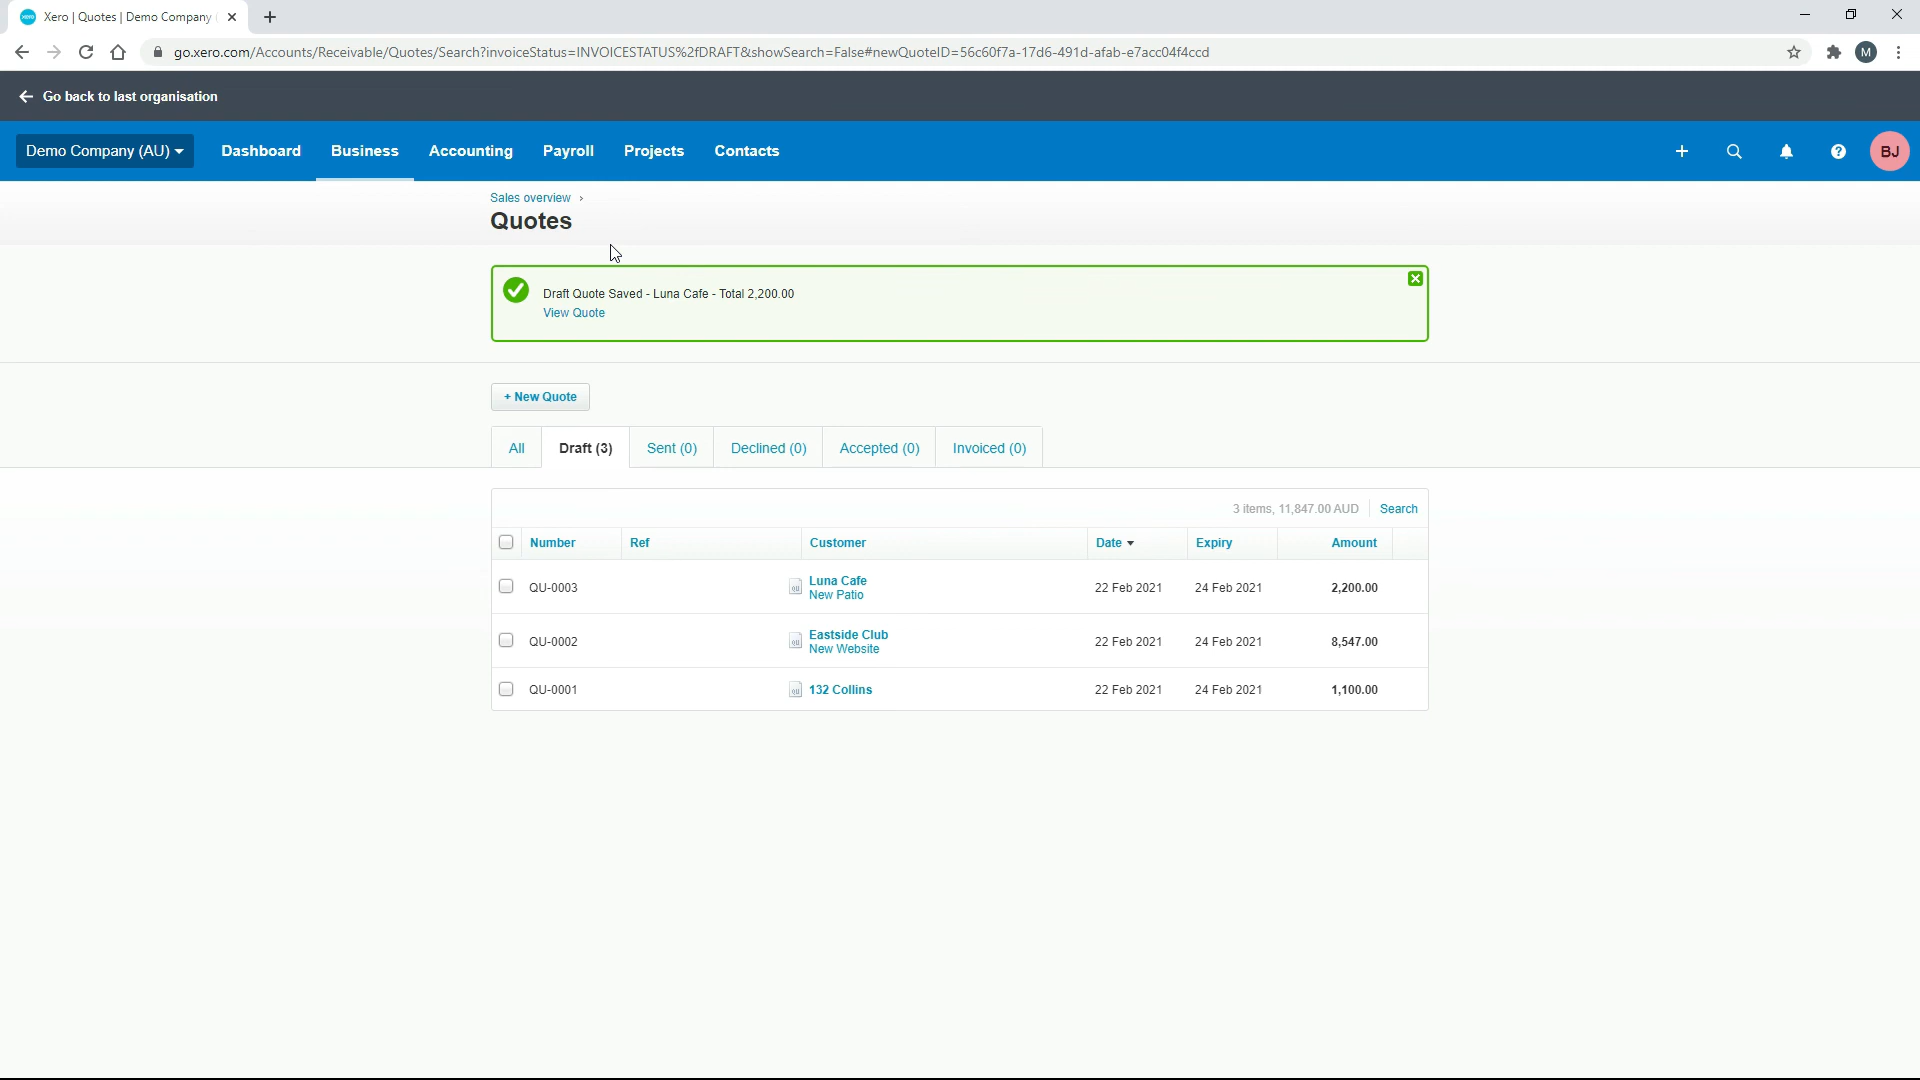 Xero | Quotes | Demo Company
go.xero.com/Accounts/Receivable/Quotes/Search?invoiceStatus=INVOICESTATUS%2fDRAFT&showSearch=False#newQuoteID=56c60f7a-17d6-491d-afab-e7acc04f4ccd
M
Go back to last organisation
Demo Company (AU) Dashboard Business Accounting Payroll Projects Contacts BJ
Sales overview ›
Quotes
Draft Quote Saved - Luna Cafe - Total 2,200.00
View Quote
+ New Quote
All Draft (3) Sent (0) Declined (0) Accepted (0) Invoiced (0)
3 items, 11,847.00 AUD Search
Number Ref Customer Date Expiry Amount
QU-0003 Luna Cafe 22 Feb 2021 24 Feb 2021 2,200.00
New Patio
QU-0002 Eastside Club 22 Feb 2021 24 Feb 2021 8,547.00
New Website
QU-0001 132 Collins 22 Feb 2021 24 Feb 2021 1,100.00